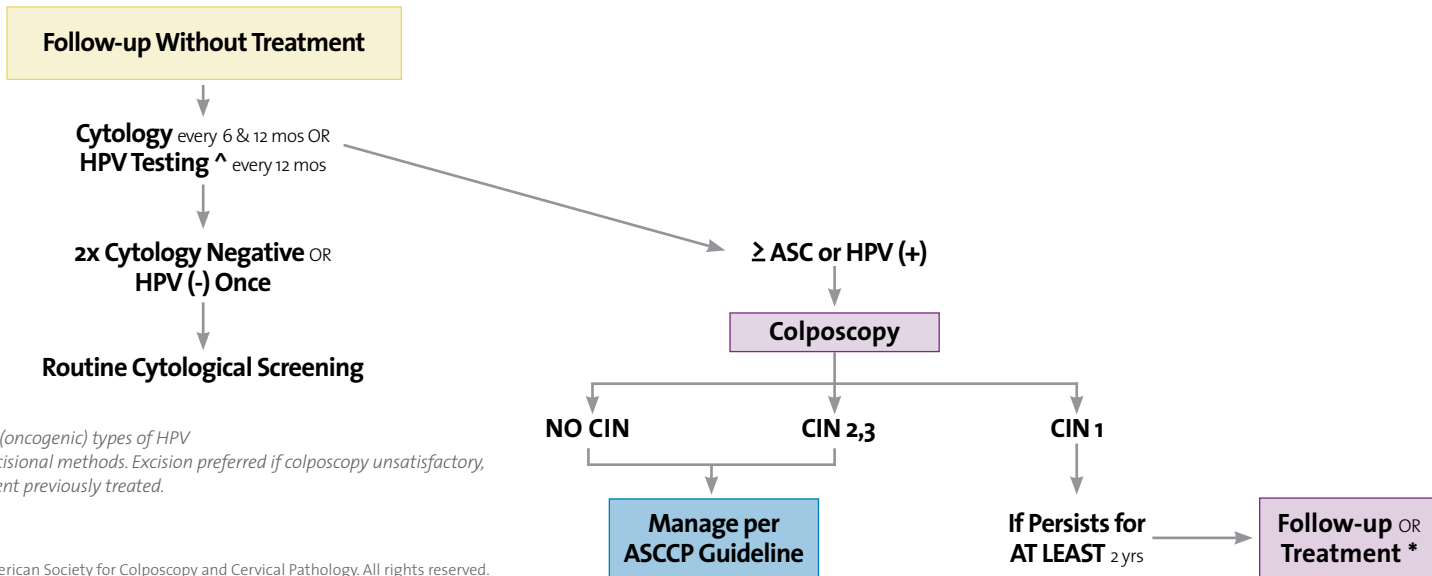 Follow-up Without Treatment
Cytology every 6 & 12 mos OR
HPV Testing ^ every 12 mos
2x Cytology Negative OR
HPV (-) Once
Routine Cytological Screening
≥ ASC or HPV (+)
Colposcopy
NO CIN
CIN 2,3
CIN 1
Manage per
ASCCP Guideline
If Persists for
AT LEAST 2 yrs
Follow-up OR
Treatment *
(oncogenic) types of HPV
cisional methods. Excision preferred if colposcopy unsatisfactory,
ent previously treated.
erican Society for Colposcopy and Cervical Pathology. All rights reserved.